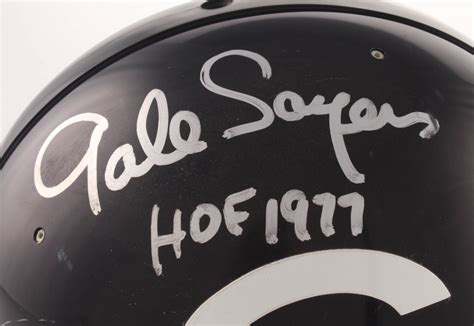 Gale Sayers
HOF 1977
C